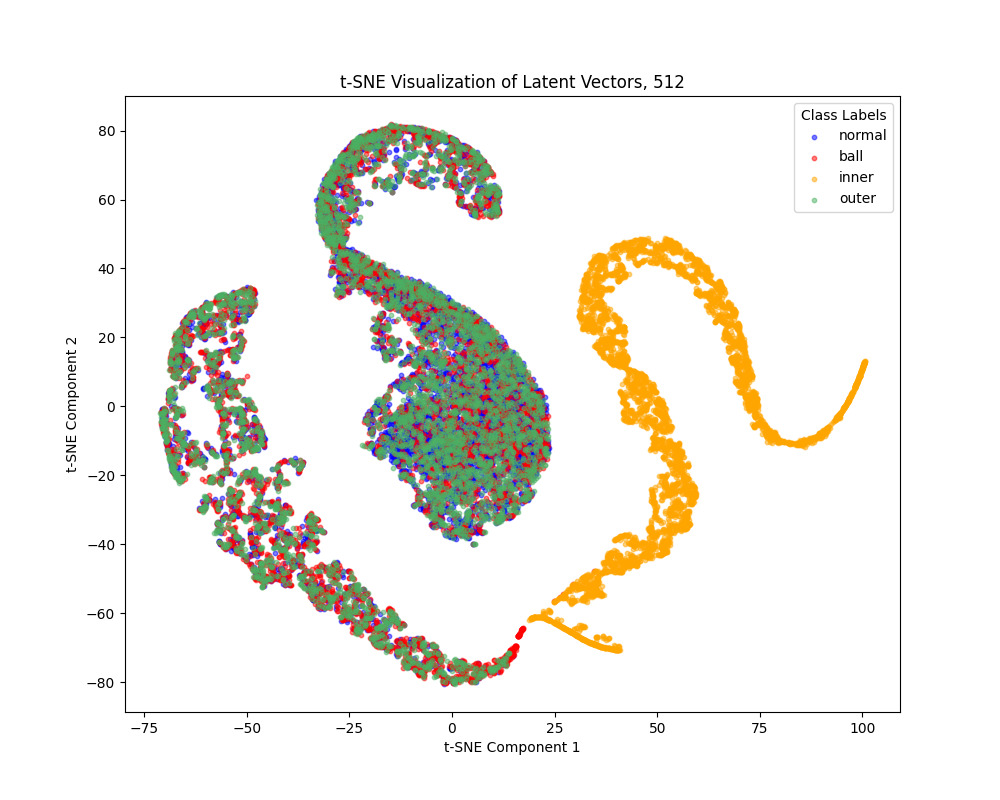 t-SNE Visualization of Latent Vectors, 512
Class Labels
normal
ball
inner
outer
80
60
40
20
0
−20
−40
−60
−80
t-SNE Component 2
−75
−50
−25
0
25
50
75
100
t-SNE Component 1